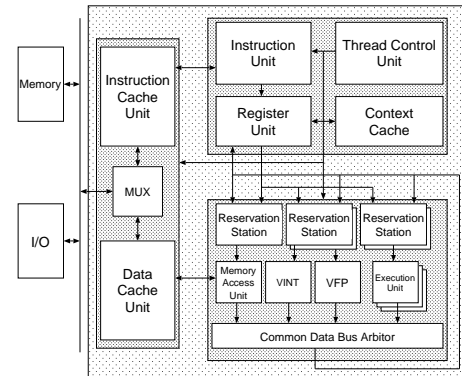 Memory
I/O
Instruction
Cache
Unit
MUX
Data
Cache
Unit
Instruction
Unit
Thread Control
Unit
Register
Unit
Context
Cache
Reservation
Station
Reservation
Station
Reservation
Station
Memory
Access
Unit
VINT
VFP
Execution
Unit
Common Data Bus Arbitor